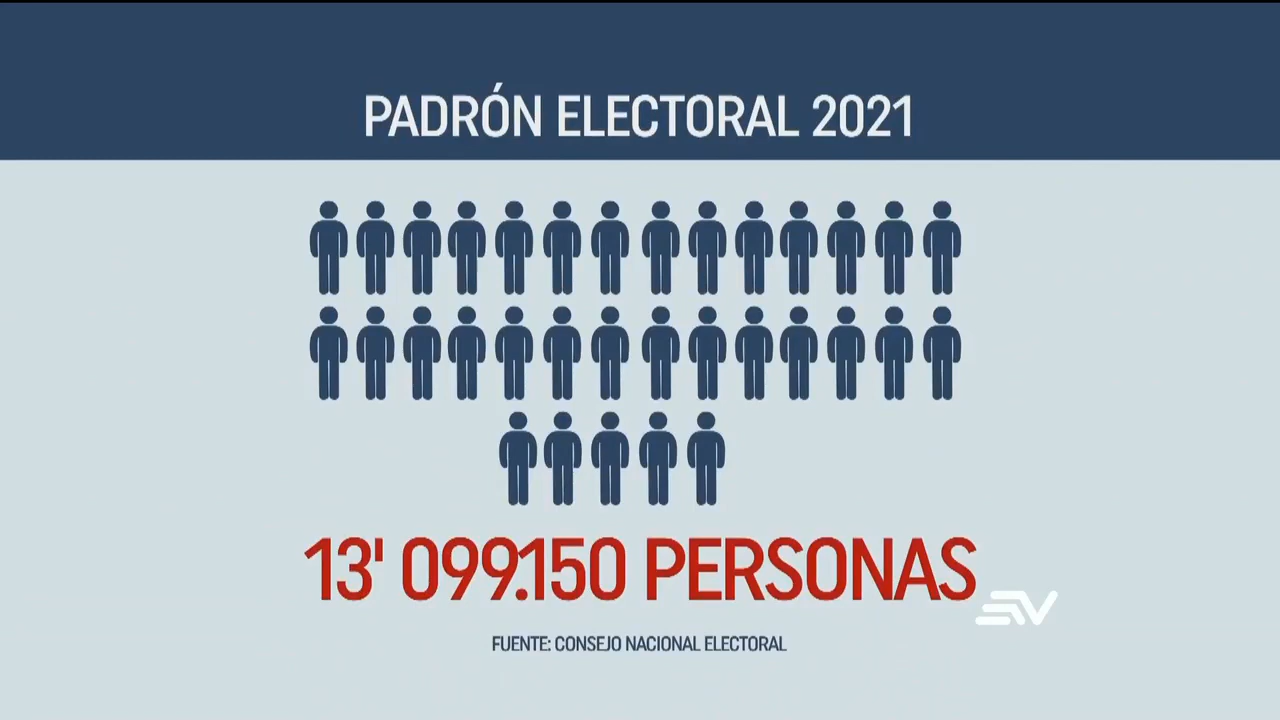 PADRÓN ELECTORAL 2021
13' 099.150 PERSONAS
FUENTE: CONSEJO NACIONAL ELECTORAL